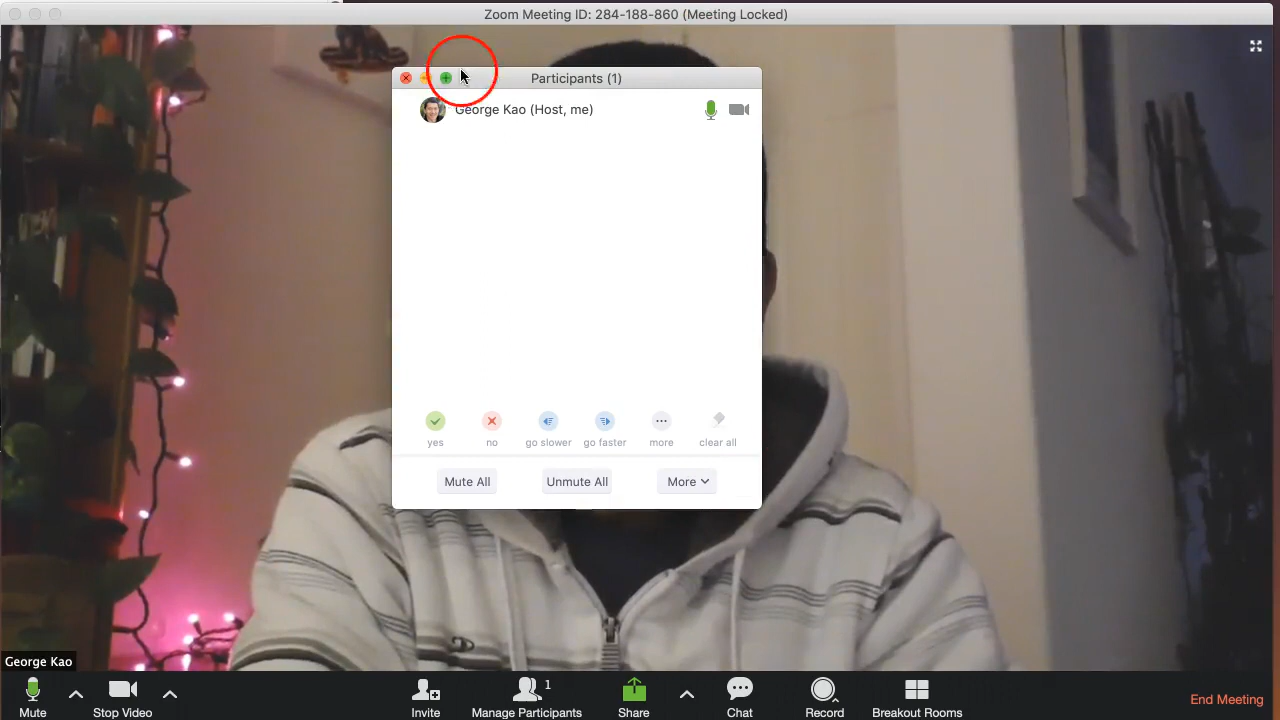 Zoom Meeting ID: 284-188-860 (Meeting Locked)
Participants (1)
George Kao (Host, me)
yes no go slower go faster more clear all
Mute All Unmute All More
George Kao
1
Mute Stop Video Invite Manage Participants Share Chat Record Breakout Rooms End Meeting